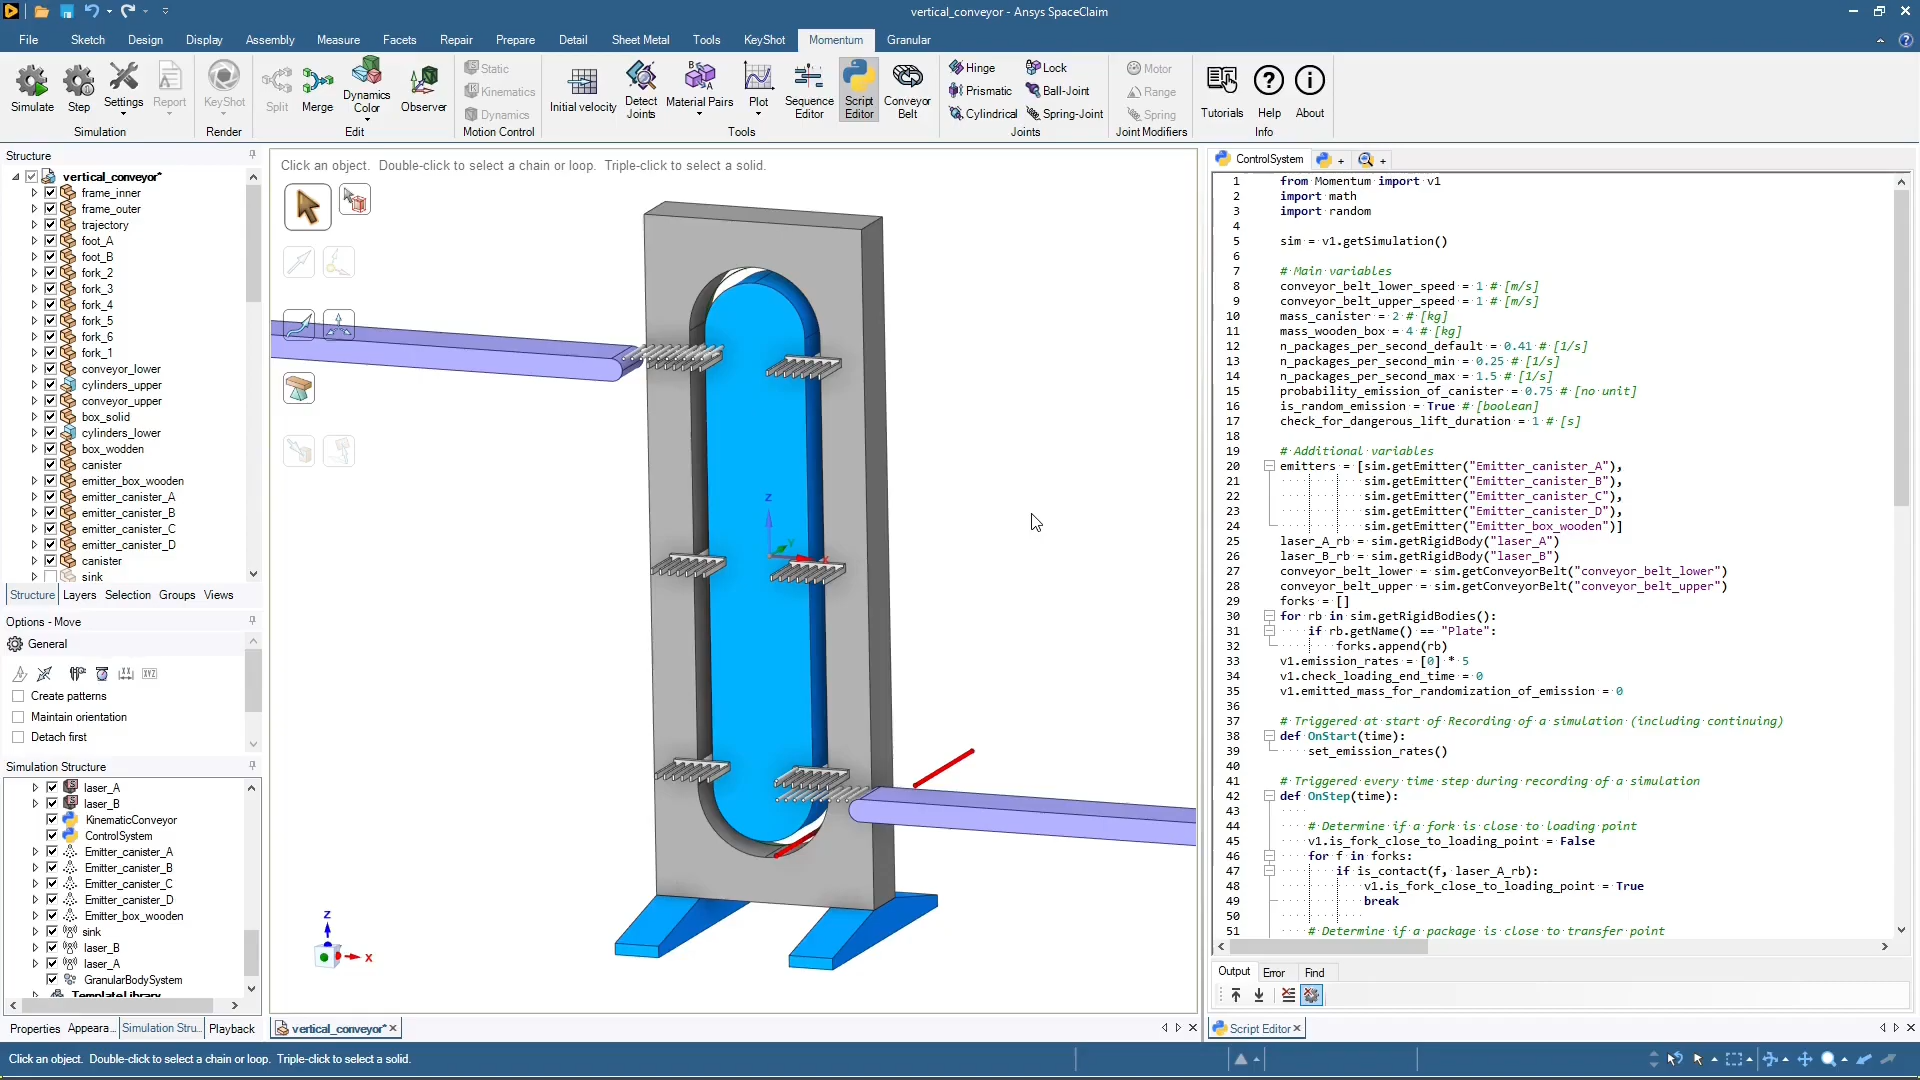 vertical_conveyor - Ansys SpaceClaim
File Sketch Design Display Assembly Measure Facets Repair Prepare Detail Sheet Metal Tools KeyShot Momentum Granular
Simulate Step Settings Report
Simulation
KeyShot
Render
Split Merge Dynamics Color Observer
Edit
Static
Kinematics
Dynamics
Motion Control
Initial velocity Detect Joints Material Pairs Plot Sequence Editor Script Editor Conveyor Belt
Tools
Hinge Lock
Prismatic Ball-Joint
Cylindrical Spring-Joint
Joints
Motor
Range
Spring
Joint Modifiers
Tutorials Help About
Info
Structure
vertical_conveyor*
frame_inner
frame_outer
trajectory
foot_A
foot_B
fork_2
fork_3
fork_4
fork_5
fork_6
fork_1
conveyor_lower
cylinders_upper
conveyor_upper
box_solid
cylinders_lower
box_wodden
canister
emitter_box_wooden
emitter_canister_A
emitter_canister_B
emitter_canister_C
emitter_canister_D
canister
sink
Structure Layers Selection Groups Views
Options - Move
General
Create patterns
Maintain orientation
Detach first
Simulation Structure
laser_A
laser_B
KinematicConveyor
ControlSystem
Emitter_canister_A
Emitter_canister_B
Emitter_canister_C
Emitter_canister_D
Emitter_box_wooden
sink
laser_B
laser_A
GranularBodySystem
TemplateLibrary
Properties Appeara... Simulation Stru... Playback
Click an object. Double-click to select a chain or loop. Triple-click to select a solid.
Z
Y
X
Z
X
vertical_conveyor*
ControlSystem
1 from Momentum import v1
2 import math
3 import random
4
5 sim = v1.getSimulation()
6
7 # Main variables
8 conveyor_belt_lower_speed = 1 # [m/s]
9 conveyor_belt_upper_speed = 1 # [m/s]
10 mass_canister = 2 # [kg]
11 mass_wooden_box = 4 # [kg]
12 n_packages_per_second_default = 0.41 # [1/s]
13 n_packages_per_second_min = 0.25 # [1/s]
14 n_packages_per_second_max = 1.5 # [1/s]
15 probability_emission_of_canister = 0.75 # [no unit]
16 is_random_emission = True # [boolean]
17 check_for_dangerous_lift_duration = 1 # [s]
18
19 # Additional variables
20 emitters = [sim.getEmitter("Emitter_canister_A"),
21 sim.getEmitter("Emitter_canister_B"),
22 sim.getEmitter("Emitter_canister_C"),
23 sim.getEmitter("Emitter_canister_D"),
24 sim.getEmitter("Emitter_box_wooden")]
25 laser_A_rb = sim.getRigidBody("laser_A")
26 laser_B_rb = sim.getRigidBody("laser_B")
27 conveyor_belt_lower = sim.getConveyorBelt("conveyor_belt_lower")
28 conveyor_belt_upper = sim.getConveyorBelt("conveyor_belt_upper")
29 forks = []
30 for rb in sim.getRigidBodies():
31 if rb.getName() == "Plate":
32 forks.append(rb)
33 v1.emission_rates = [0] * 5
34 v1.check_loading_end_time = 0
35 v1.emitted_mass_for_randomization_of_emission = 0
36
37 # Triggered at start of Recording of a simulation (including continuing)
38 def OnStart(time):
39 set_emission_rates()
40
41 # Triggered every time step during recording of a simulation
42 def OnStep(time):
43
44 # Determine if a fork is close to loading point
45 v1.is_fork_close_to_loading_point = False
46 for f in forks:
47 if is_contact(f, laser_A_rb):
48 v1.is_fork_close_to_loading_point = True
49 break
50
51 # Determine if a package is close to transfer point
Output Error Find
Script Editor
Click an object. Double-click to select a chain or loop. Triple-click to select a solid.